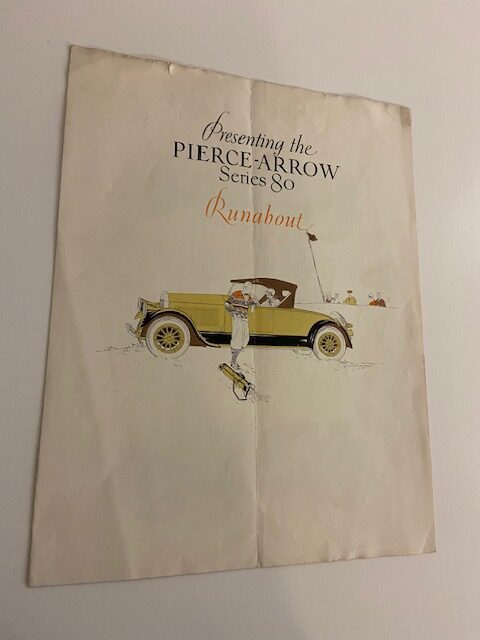 Presenting the
PIERCE-ARROW
Series 80
Runabout